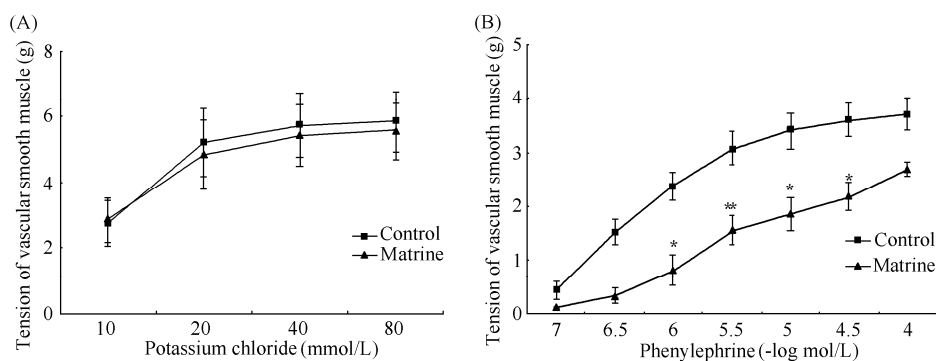 (A)
Tension of vascular smooth muscle (g)
8
6
4
2
0
Control
Matrine
10 20 40 80
Potassium chloride (mmol/L)
(B)
Tension of vascular smooth muscle (g)
5
4
3
2
1
0
*
**
*
*
Control
Matrine
7 6.5 6 5.5 5 4.5 4
Phenylephrine (-log mol/L)